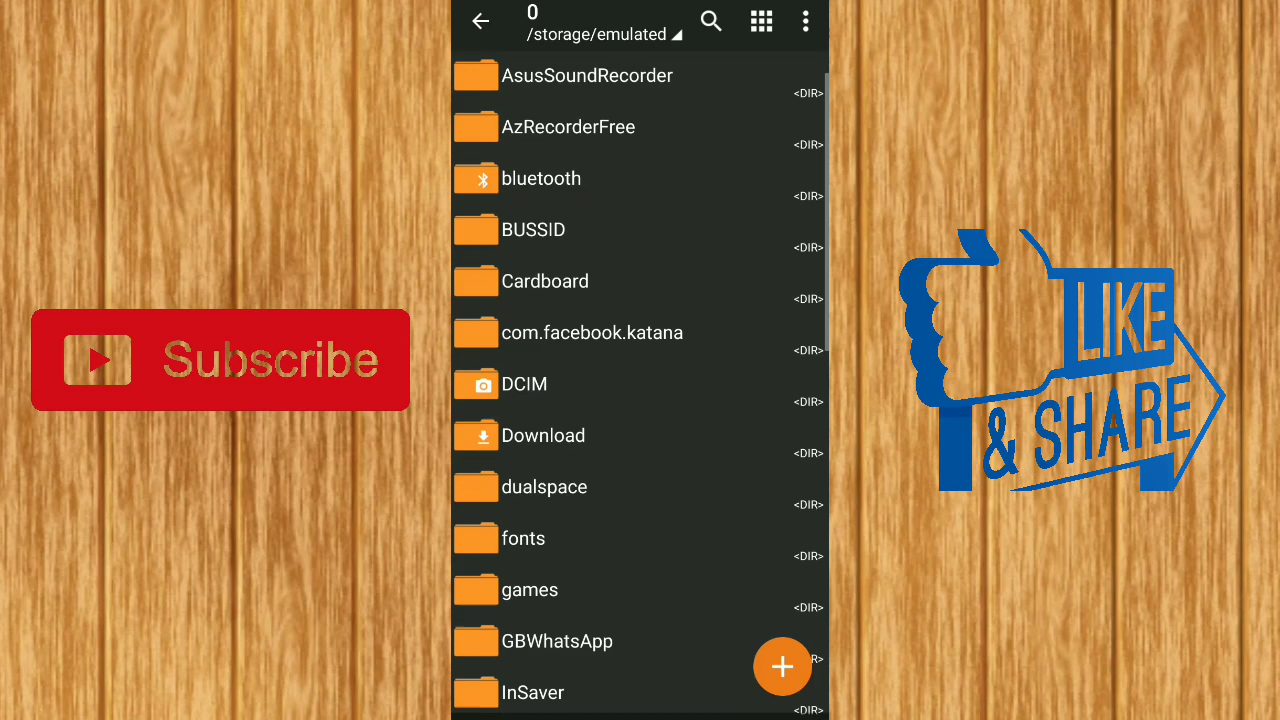 0
/storage/emulated
AsusSoundRecorder
<DIR>
AzRecorderFree
<DIR>
bluetooth
<DIR>
BUSSID
<DIR>
Cardboard
<DIR>
com.facebook.katana
<DIR>
DCIM
<DIR>
Download
<DIR>
dualspace
<DIR>
fonts
<DIR>
games
<DIR>
GBWhatsApp
R>
InSaver
<DIR>
Subscribe
LIKE
& SHARE